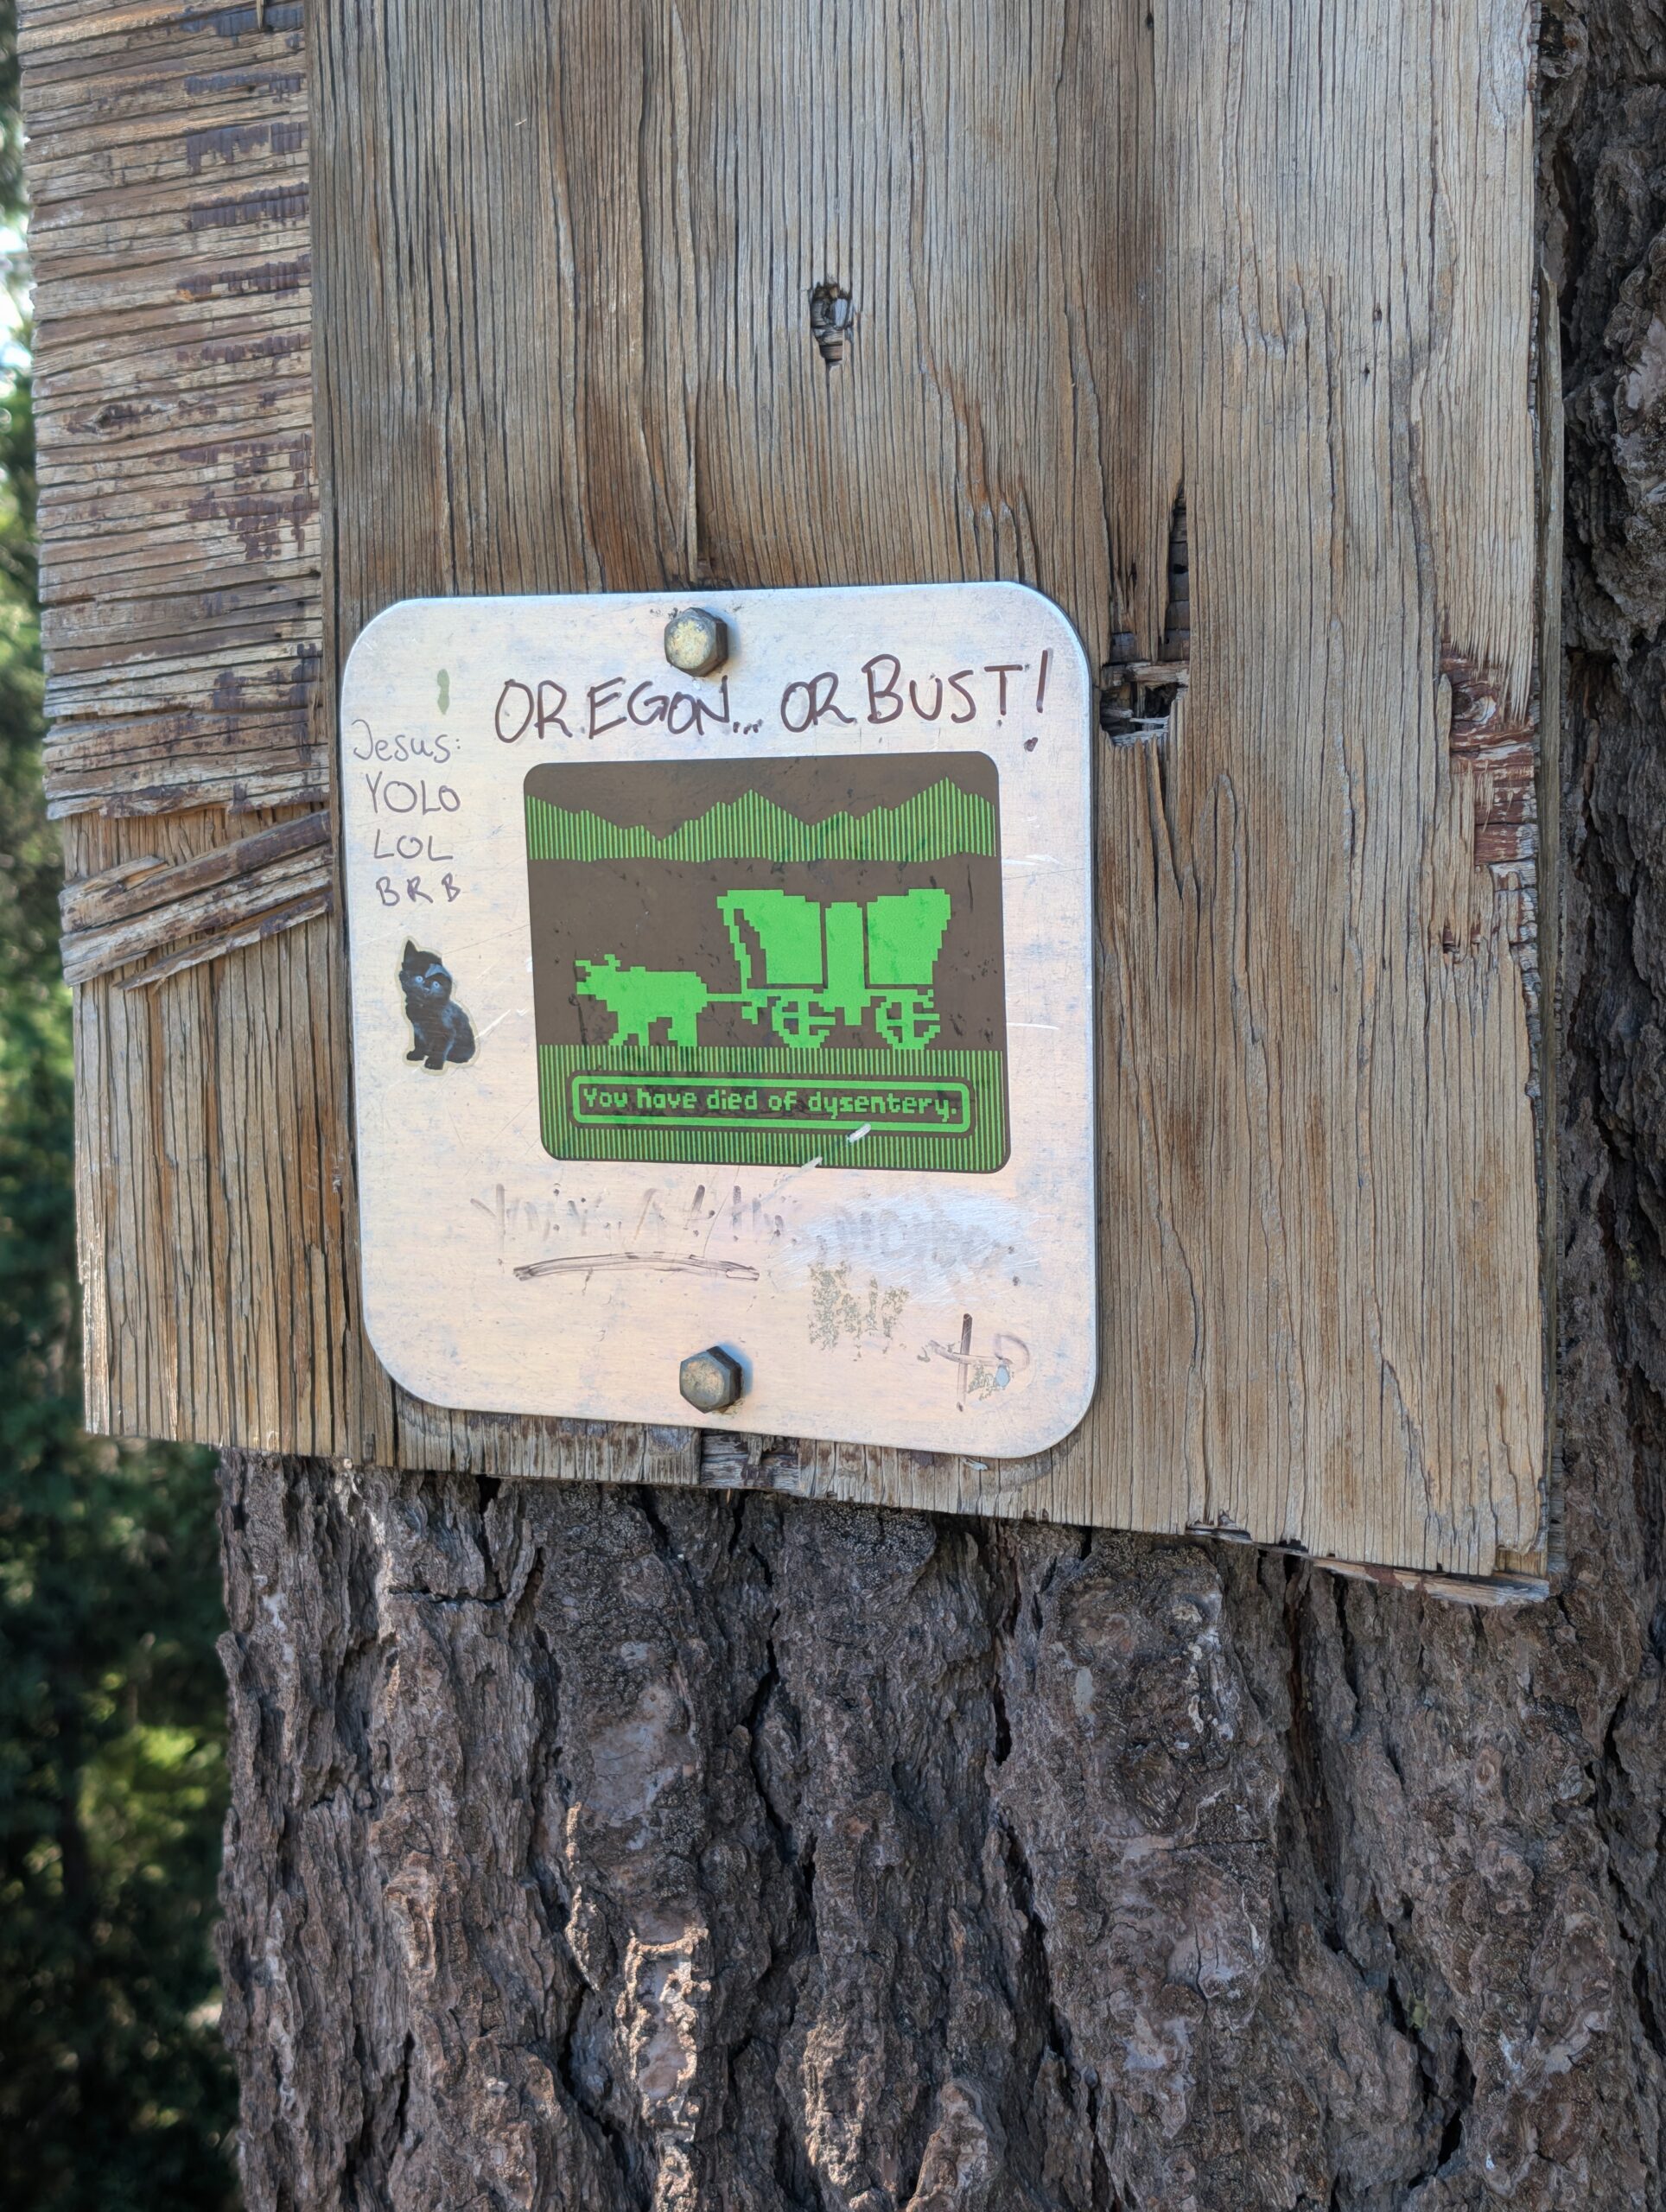 OREGON... OR BUST!
Jesus:
YOLO
LOL
BRB
You have died of dysentery.